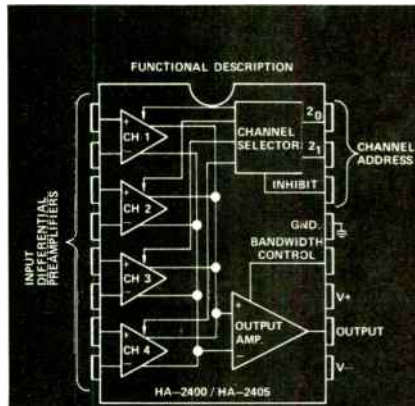 FUNCTIONAL DESCRIPTION
INPUT
DIFFERENTIAL
PREAMPLIFIERS
+
CH 1
−
+
CH 2
−
+
CH 3
−
+
CH 4
−
CHANNEL
SELECTOR
2₀
2₁
INHIBIT
CHANNEL
ADDRESS
GND.
BANDWIDTH
CONTROL
V+
+
OUTPUT
AMP.
−
OUTPUT
V−
HA–2400 / HA–2405